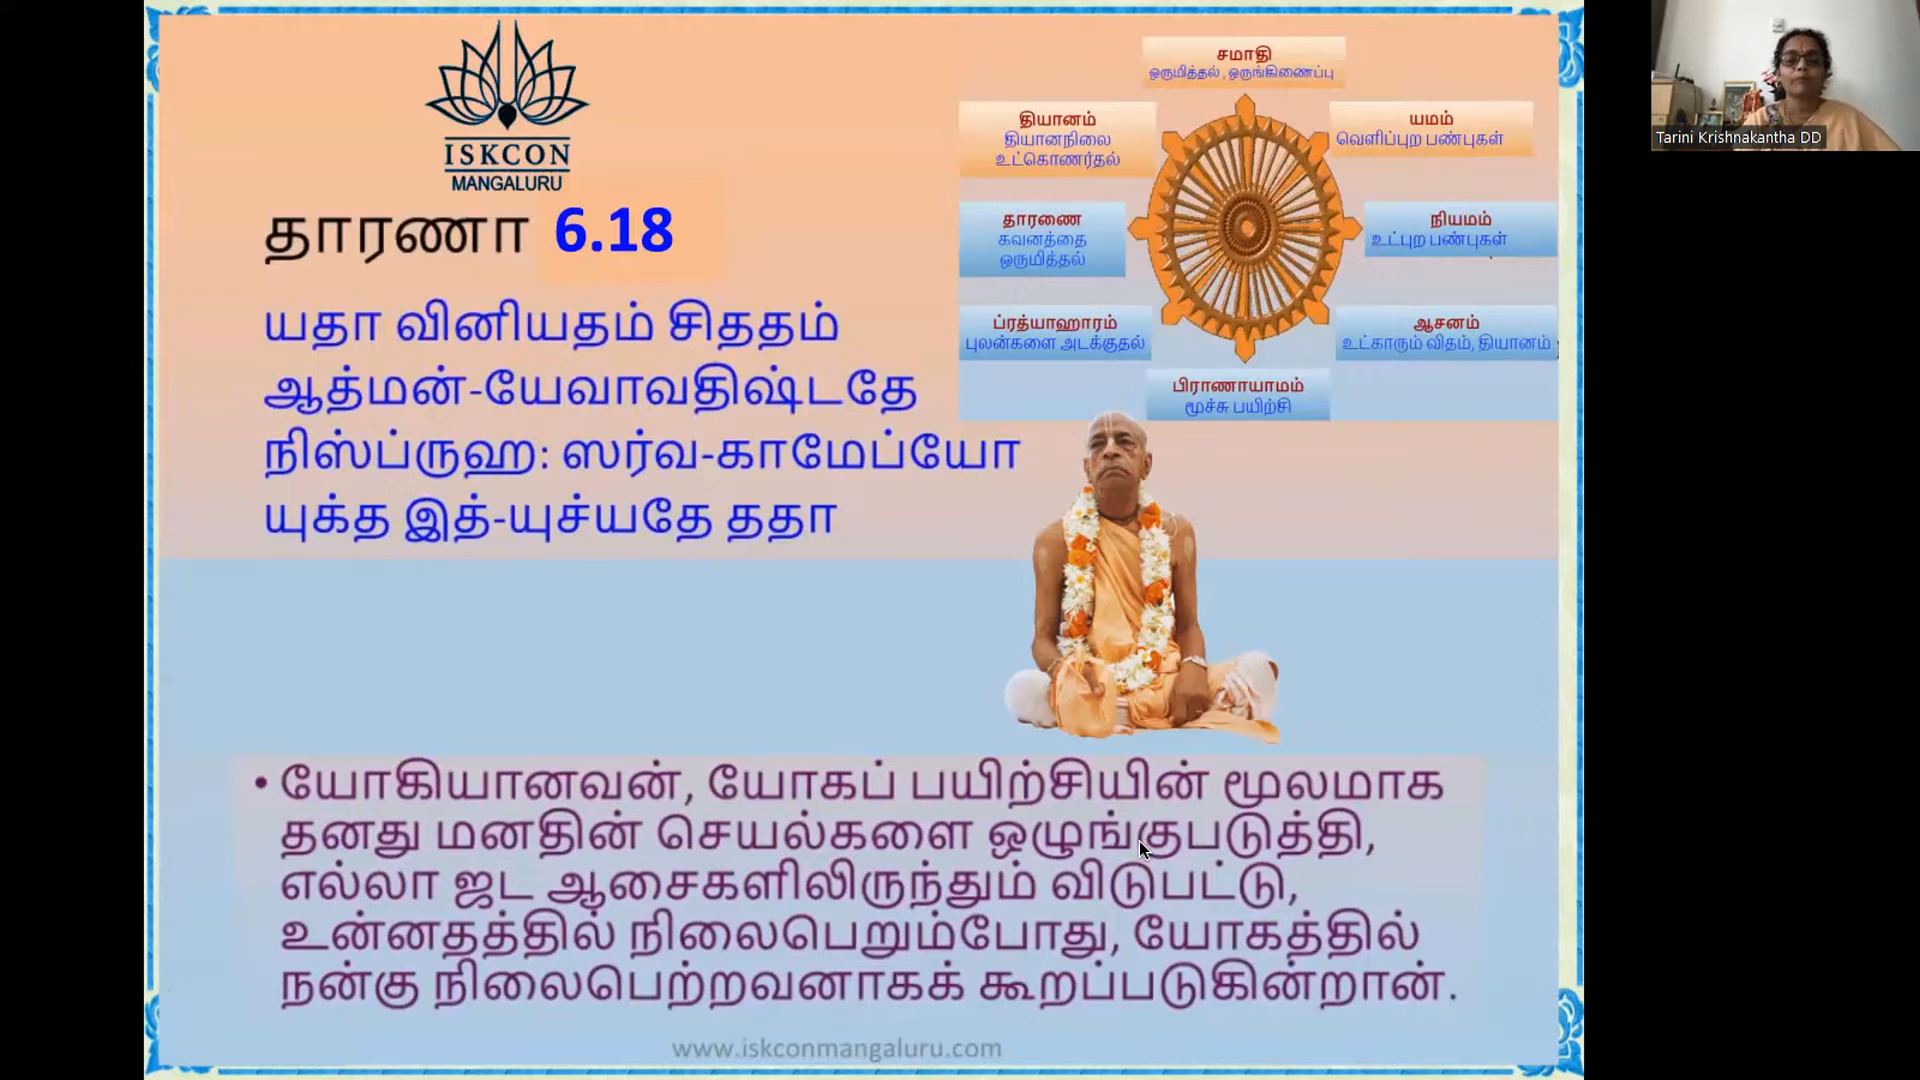 ISKCON
MANGALURU
தாரணா 6.18
யதா வினியதம் சிததம்
ஆத்மன்-யேவாவதிஷ்டதே
நிஸ்ப்ருஹ: ஸர்வ-காமேப்யோ
யுக்த இத்-யுச்யதே ததா
சமாதி
ஒருமித்தல் , ஒருங்கிணைப்பு
தியானம்
தியானநிலை
உட்கொணர்தல்
யமம்
வெளிப்புற பண்புகள்
தாரணை
கவனத்தை
ஒருமித்தல்
நியமம்
உட்புற பண்புகள்
ப்ரத்யாஹாரம்
புலன்களை அடக்குதல்
ஆசனம்
உட்காரும் விதம், தியானம்
பிராணாயாமம்
மூச்சு பயிற்சி
• யோகியானவன், யோகப் பயிற்சியின் மூலமாக
தனது மனதின் செயல்களை ஒழுங்குபடுத்தி,
எல்லா ஜட ஆசைகளிலிருந்தும் விடுபட்டு,
உன்னதத்தில் நிலைபெறும்போது, யோகத்தில்
நன்கு நிலைபெற்றவனாகக் கூறப்படுகின்றான்.
www.iskconmangaluru.com
Tarini Krishnakantha DD